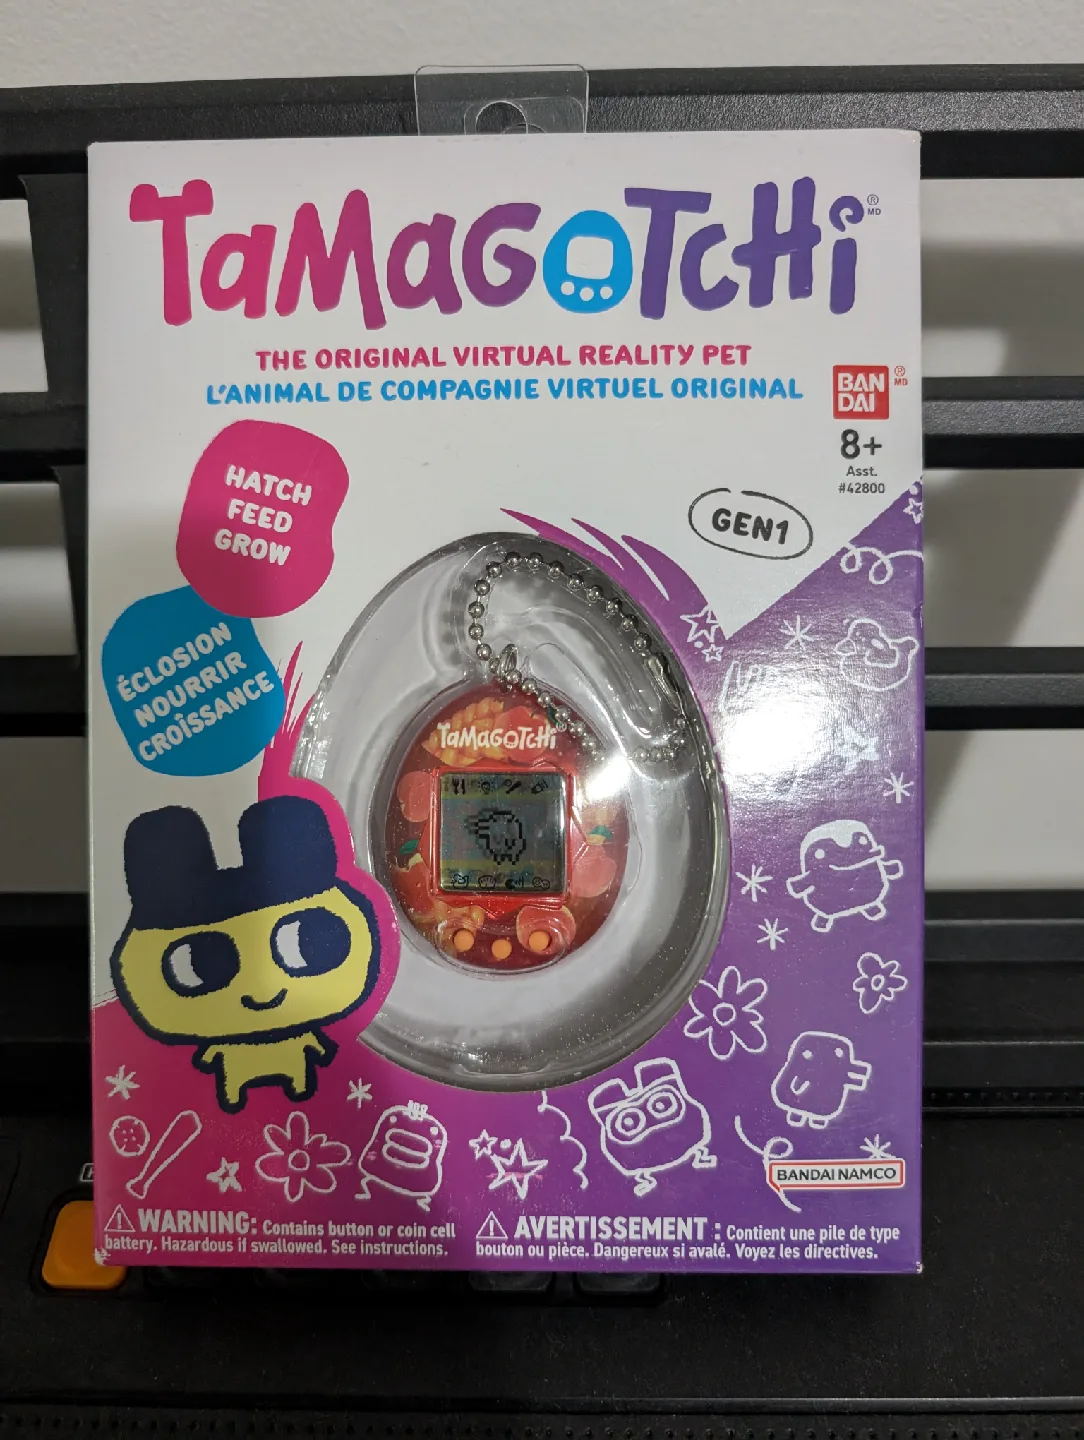 TaMaGoTcHi ® MD
THE ORIGINAL VIRTUAL REALITY PET
L'ANIMAL DE COMPAGNIE VIRTUEL ORIGINAL
BAN
DAI
® MD
8+
Asst.
#42800
HATCH
FEED
GROW
GEN1
ÉCLOSION
NOURRIR
CROISSANCE
TaMaGoTcHi
BANDAI NAMCO
WARNING: Contains button or coin cell
battery. Hazardous if swallowed. See instructions.
AVERTISSEMENT : Contient une pile de type
bouton ou pièce. Dangereux si avalé. Voyez les directives.